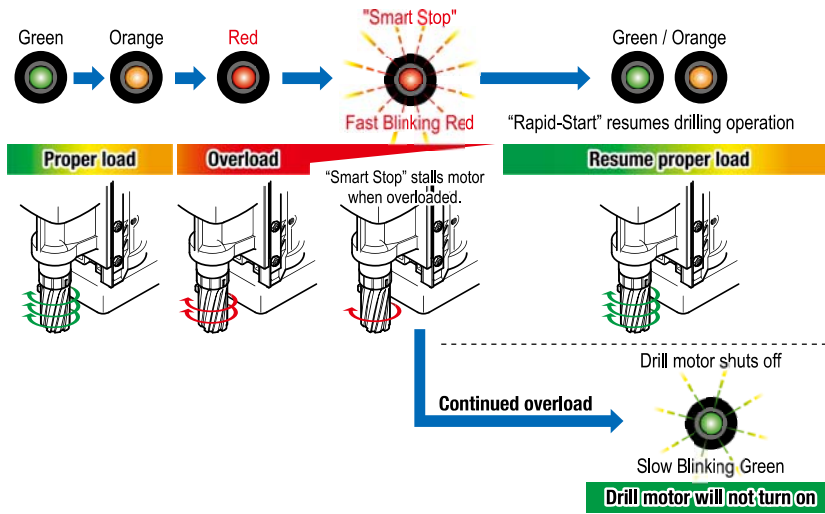 "Smart Stop"
Green
Orange
Red
Green / Orange
Fast Blinking Red
“Rapid-Start” resumes drilling operation
Proper load
Overload
Resume proper load
“Smart Stop” stalls motor
when overloaded.
Drill motor shuts off
Continued overload
Slow Blinking Green
Drill motor will not turn on